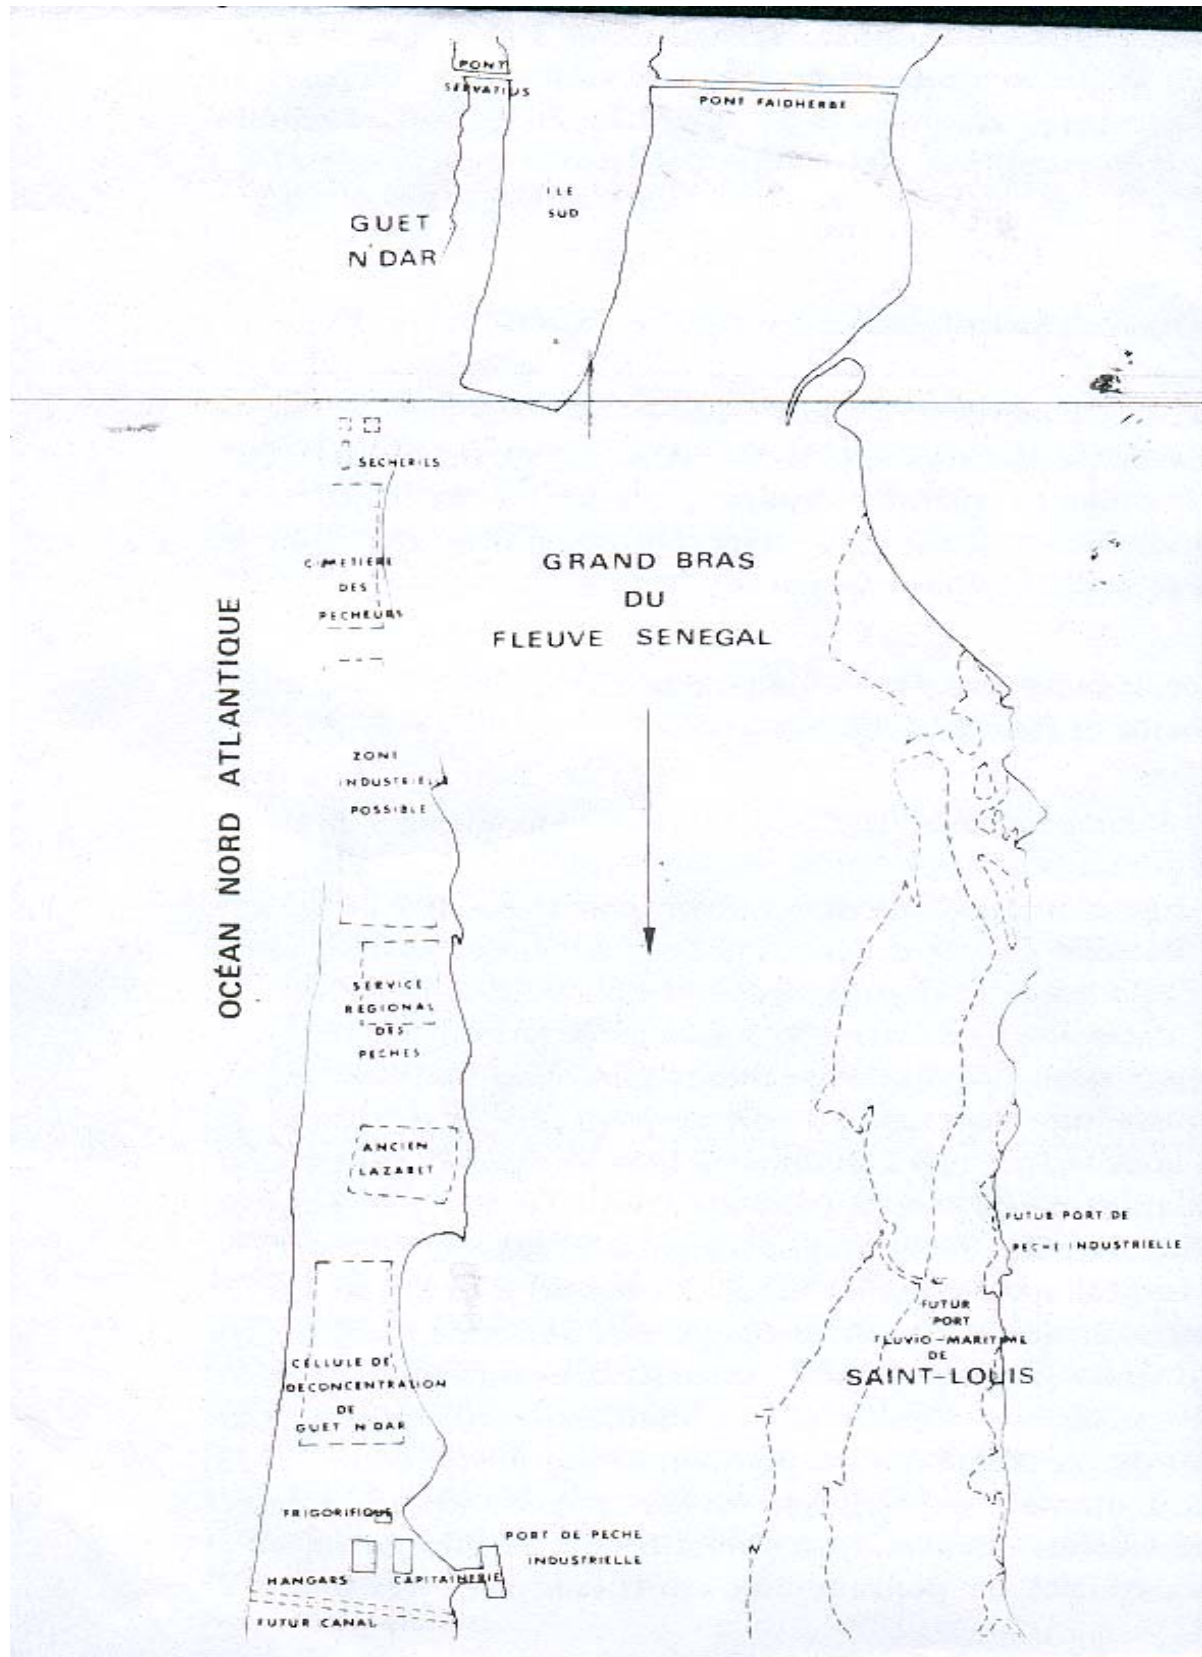 PONT
SERVATIUS
PONT FAIDHERBE
ILE
SUD
GUET
N'DAR
SECHERIES
CIMETIERE
DES
PECHEURS
GRAND BRAS
DU
FLEUVE SENEGAL
OCÉAN NORD ATLANTIQUE
ZONE
INDUSTRIELLE
POSSIBLE
SERVICE
REGIONAL
DES
PECHES
ANCIEN
LAZARET
FUTUR PORT DE
PECHE INDUSTRIELLE
FUTUR
PORT
FLUVIO-MARITIME
DE
SAINT-LOUIS
CELLULE DE
DECONCENTRATION
DE
GUET N'DAR
FRIGORIFIQUE
PORT DE PECHE
INDUSTRIELLE
HANGARS
CAPITAINERIE
FUTUR CANAL